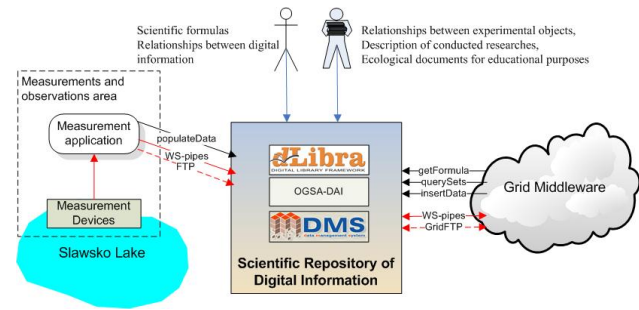 Scientific formulas
Relationships between digital
information
Relationships between experimental objects,
Description of conducted researches,
Ecological documents for educational purposes
Measurements and
observations area
Measurement
application
populateData
WS-pipes
FTP
Measurement
Devices
Slawsko Lake
dLibra
DIGITAL LIBRARY FRAMEWORK
OGSA-DAI
DMS
data management system
Scientific Repository of
Digital Information
getFormula
querySets
insertData
WS-pipes
GridFTP
Grid Middleware